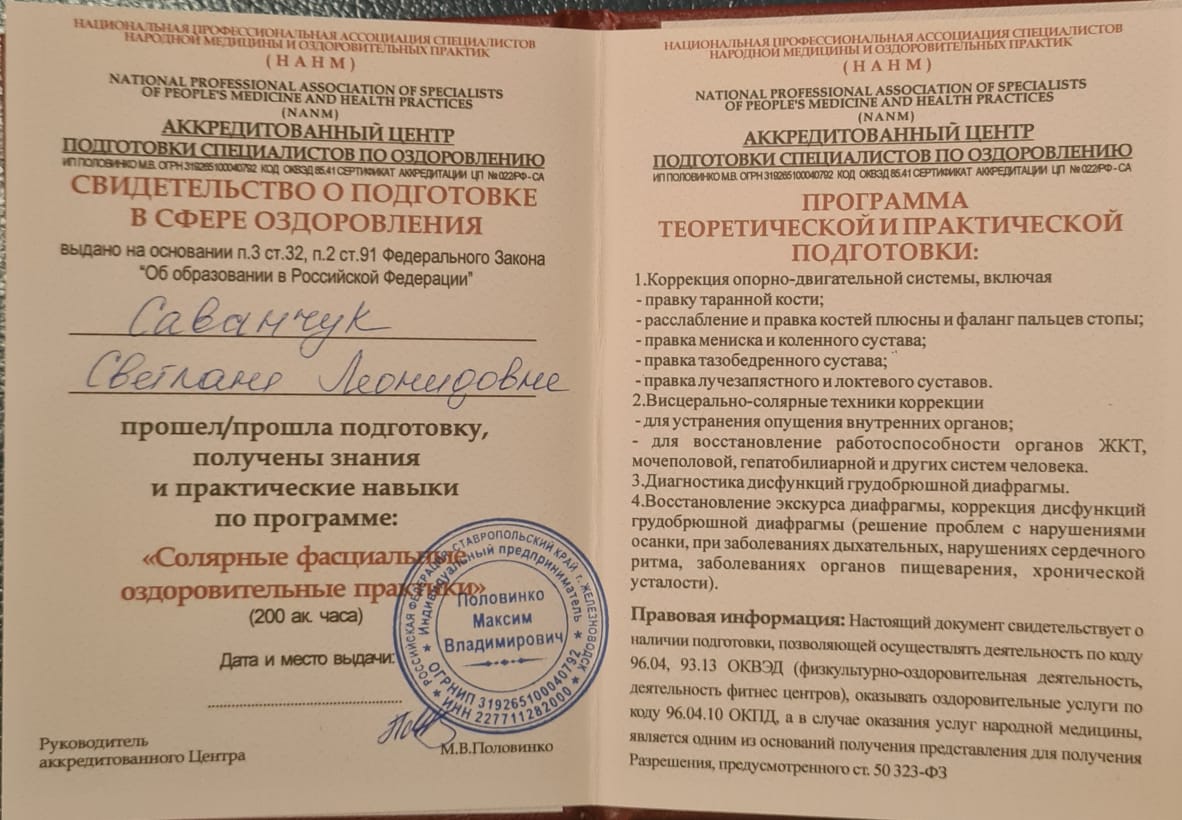 НАЦИОНАЛЬНАЯ ПРОФЕССИОНАЛЬНАЯ АССОЦИАЦИЯ СПЕЦИАЛИСТОВ
НАРОДНОЙ МЕДИЦИНЫ И ОЗДОРОВИТЕЛЬНЫХ ПРАКТИК
( Н А Н М )
NATIONAL PROFESSIONAL ASSOCIATION OF SPECIALISTS
OF PEOPLE'S MEDICINE AND HEALTH PRACTICES
(NANM)
АККРЕДИТОВАННЫЙ ЦЕНТР
ПОДГОТОВКИ СПЕЦИАЛИСТОВ ПО ОЗДОРОВЛЕНИЮ
ИП ПОЛОВИНКО М.В. ОГРН 319265100040792 КОД ОКВЭД 85.41 СЕРТИФИКАТ АККРЕДИТАЦИИ ЦП №022/РФ-СА
СВИДЕТЕЛЬСТВО О ПОДГОТОВКЕ
В СФЕРЕ ОЗДОРОВЛЕНИЯ
выдано на основании п.3 ст.32, п.2 ст.91 Федерального Закона
"Об образовании в Российской Федерации"
Саванчук
Светлане Леонидовне
прошел/прошла подготовку,
получены знания
и практические навыки
по программе:
«Солярные фасциальные
оздоровительные практики»
(200 ак. часа)
Дата и место выдачи:
РОССИЙСКАЯ ФЕДЕРАЦИЯ СТАВРОПОЛЬСКИЙ КРАЙ г. ЖЕЛЕЗНОВОДСК
Индивидуальный предприниматель
Половинко
Максим
Владимирович
ОГРНИП 319265100040792
ИНН 227711282000
Руководитель
аккредитованного Центра
М.В.Половинко
НАЦИОНАЛЬНАЯ ПРОФЕССИОНАЛЬНАЯ АССОЦИАЦИЯ СПЕЦИАЛИСТОВ
НАРОДНОЙ МЕДИЦИНЫ И ОЗДОРОВИТЕЛЬНЫХ ПРАКТИК
( Н А Н М )
NATIONAL PROFESSIONAL ASSOCIATION OF SPECIALISTS
OF PEOPLE'S MEDICINE AND HEALTH PRACTICES
(NANM)
АККРЕДИТОВАННЫЙ ЦЕНТР
ПОДГОТОВКИ СПЕЦИАЛИСТОВ ПО ОЗДОРОВЛЕНИЮ
ИП ПОЛОВИНКО М.В. ОГРН 319265100040792 КОД ОКВЭД 85.41 СЕРТИФИКАТ АККРЕДИТАЦИИ ЦП №022/РФ-СА
ПРОГРАММА
ТЕОРЕТИЧЕСКОЙ И ПРАКТИЧЕСКОЙ
ПОДГОТОВКИ:
1.Коррекция опорно-двигательной системы, включая
- правку таранной кости;
- расслабление и правка костей плюсны и фаланг пальцев стопы;
- правка мениска и коленного сустава;
- правка тазобедренного сустава;
- правка лучезапястного и локтевого суставов.
2.Висцерально-солярные техники коррекции
- для устранения опущения внутренних органов;
- для восстановление работоспособности органов ЖКТ,
мочеполовой, гепатобилиарной и других систем человека.
3.Диагностика дисфункций грудобрюшной диафрагмы.
4.Восстановление экскурса диафрагмы, коррекция дисфункций
грудобрюшной диафрагмы (решение проблем с нарушениями
осанки, при заболеваниях дыхательных, нарушениях сердечного
ритма, заболеваниях органов пищеварения, хронической
усталости).
Правовая информация: Настоящий документ свидетельствует о
наличии подготовки, позволяющей осуществлять деятельность по коду
96.04, 93.13 ОКВЭД (физкультурно-оздоровительная деятельность,
деятельность фитнес центров), оказывать оздоровительные услуги по
коду 96.04.10 ОКПД, а в случае оказания услуг народной медицины,
является одним из оснований получения представления для получения
Разрешения, предусмотренного ст. 50 323-ФЗ